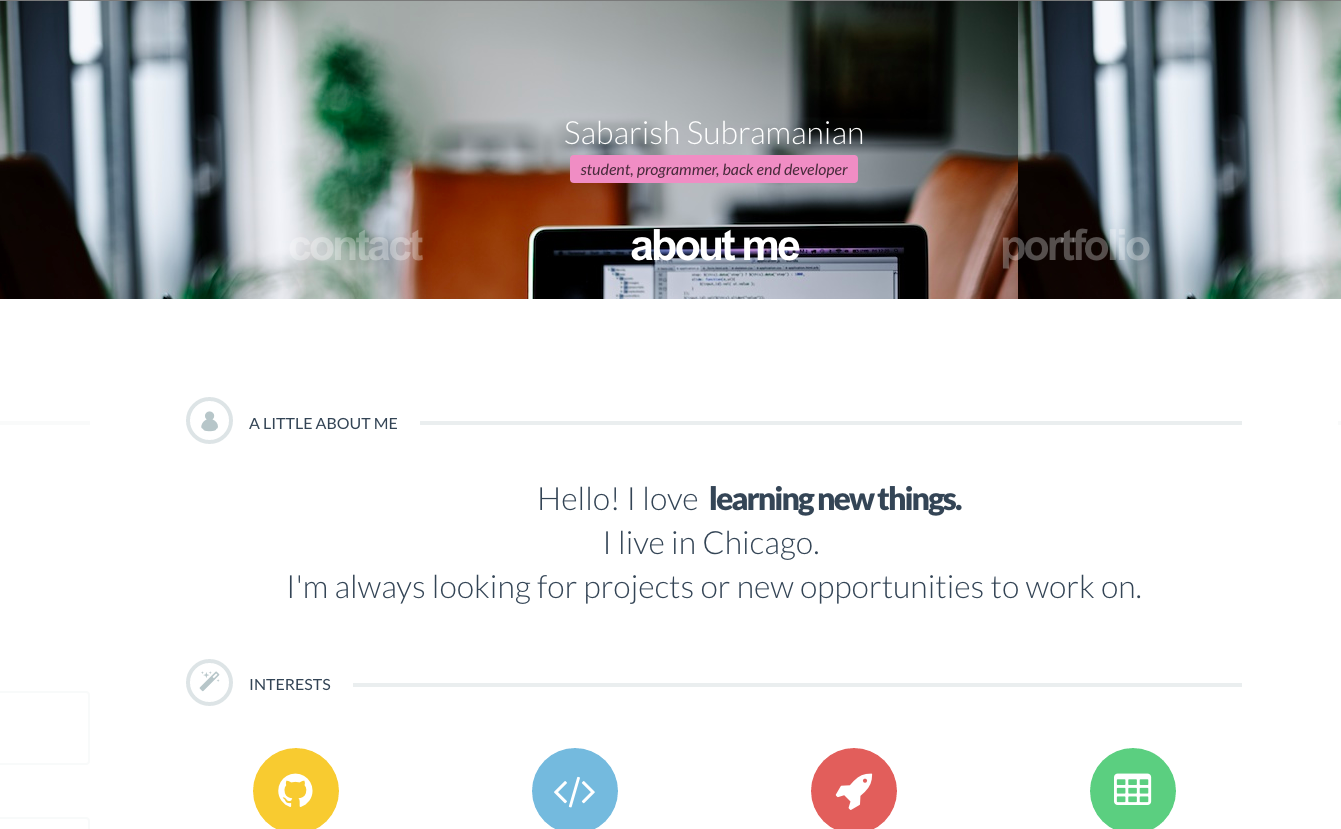 Sabarish Subramanian
student, programmer, back end developer
contact about me portfolio
A LITTLE ABOUT ME
Hello! I love learning new things.
I live in Chicago.
I'm always looking for projects or new opportunities to work on.
INTERESTS